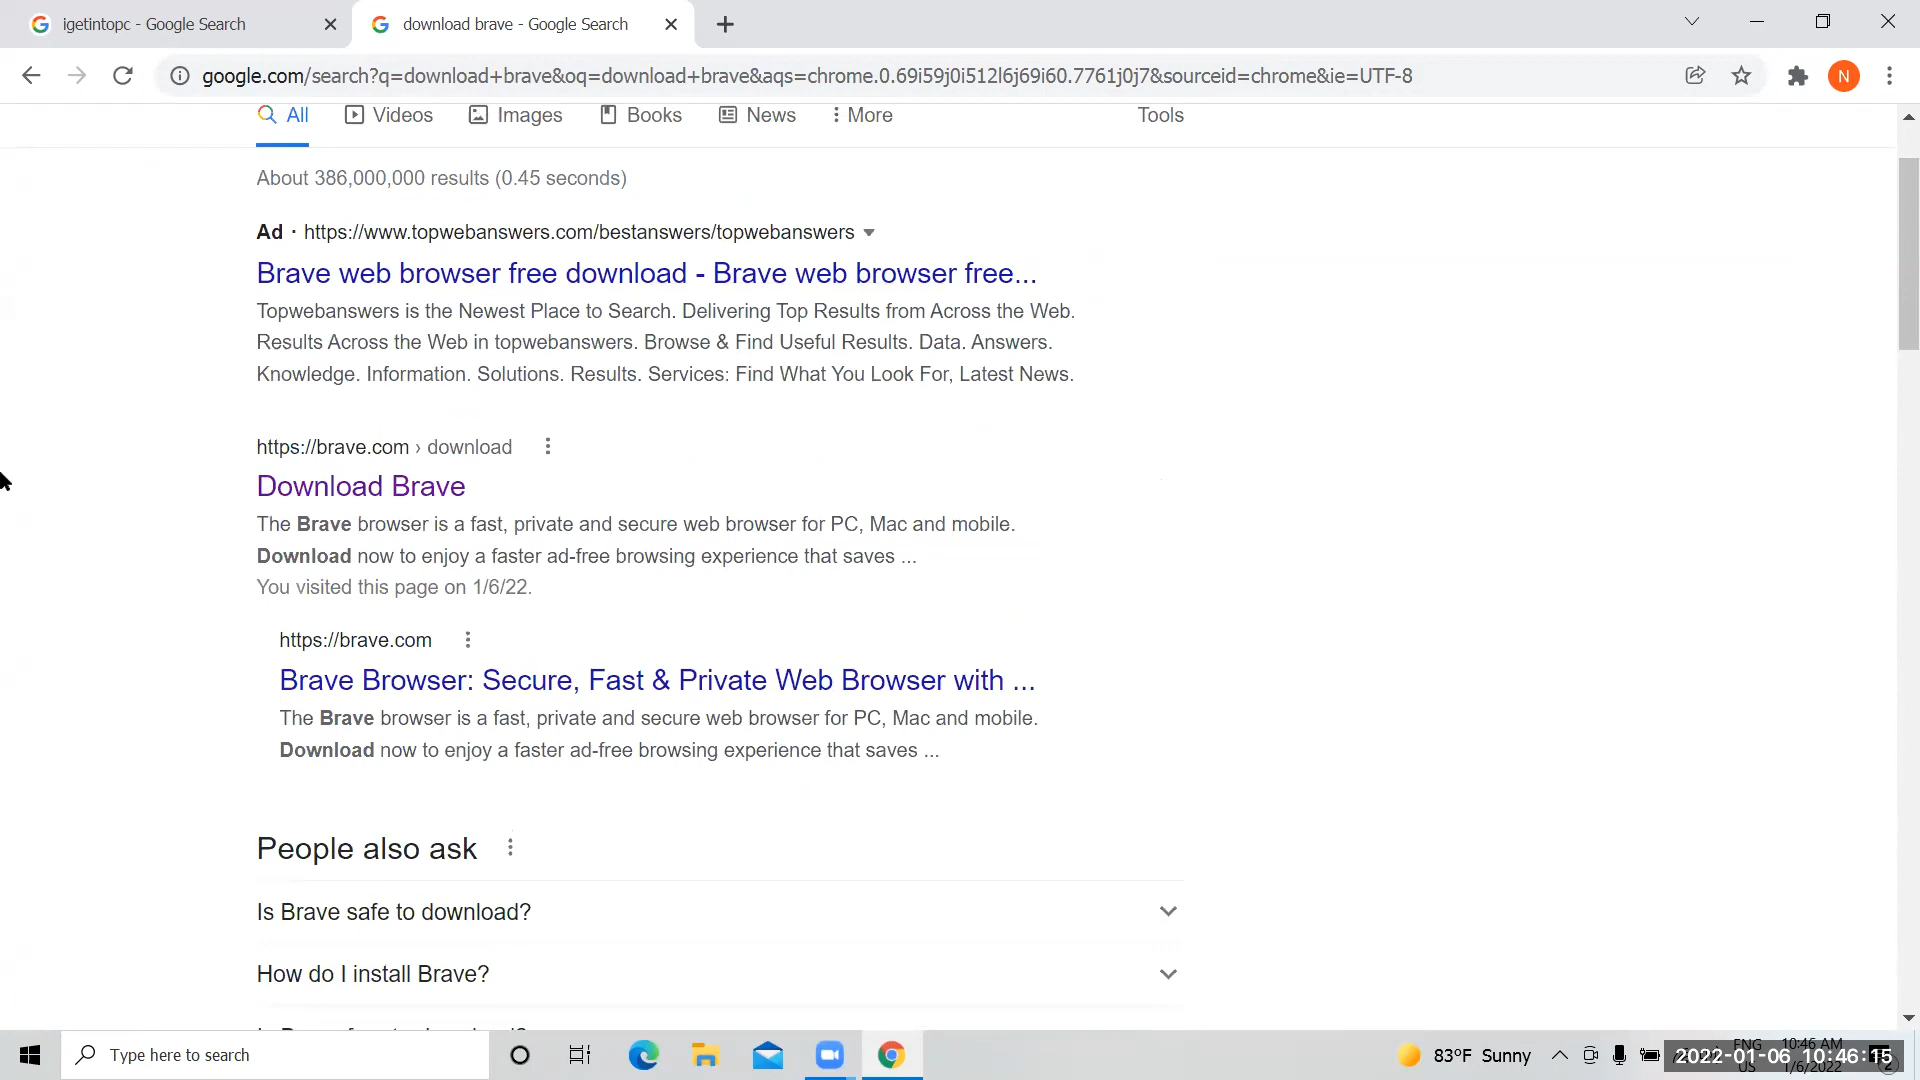 igetintopc - Google Search
download brave - Google Search
google.com/search?q=download+brave&oq=download+brave&aqs=chrome.0.69i59j0i512l6j69i60.7761j0j7&sourceid=chrome&ie=UTF-8
N
All Videos Images Books News More Tools
About 386,000,000 results (0.45 seconds)
Ad · https://www.topwebanswers.com/bestanswers/topwebanswers
Brave web browser free download - Brave web browser free...
Topwebanswers is the Newest Place to Search. Delivering Top Results from Across the Web.
Results Across the Web in topwebanswers. Browse & Find Useful Results. Data. Answers.
Knowledge. Information. Solutions. Results. Services: Find What You Look For, Latest News.
https://brave.com › download
Download Brave
The Brave browser is a fast, private and secure web browser for PC, Mac and mobile.
Download now to enjoy a faster ad-free browsing experience that saves ...
You visited this page on 1/6/22.
https://brave.com
Brave Browser: Secure, Fast & Private Web Browser with ...
The Brave browser is a fast, private and secure web browser for PC, Mac and mobile.
Download now to enjoy a faster ad-free browsing experience that saves ...
People also ask
Is Brave safe to download?
How do I install Brave?
Type here to search
83°F Sunny
ENG
US
10:46 AM
1/6/2022
2022-01-06 10:46:15
2